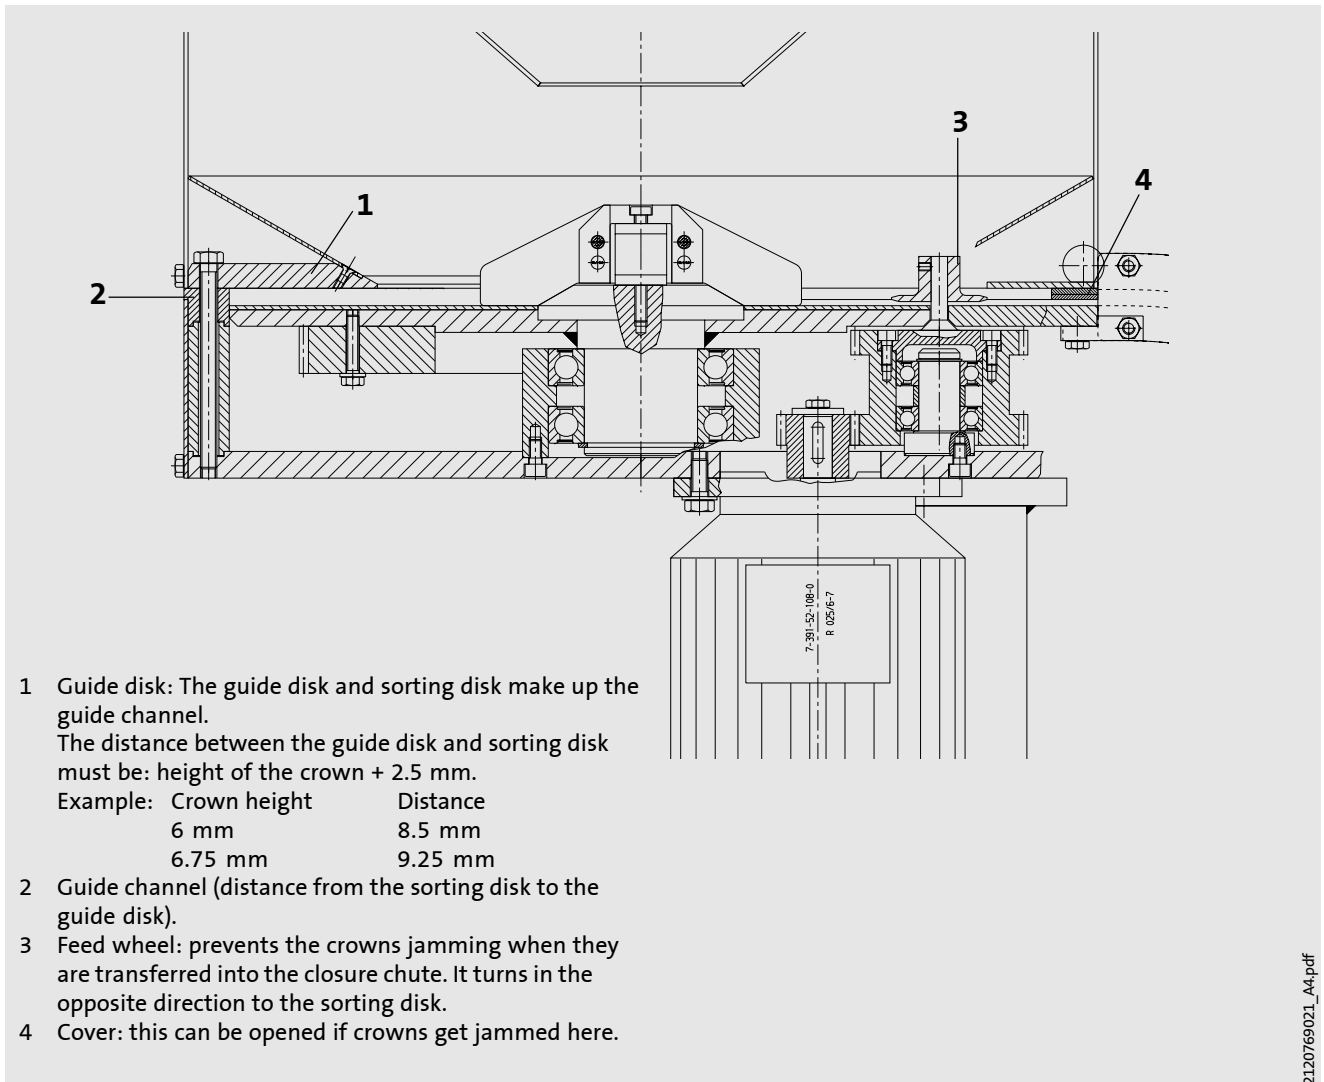 3
4
1
2
7-391-52-108-0
R 025/6-7
1 Guide disk: The guide disk and sorting disk make up the
guide channel.
The distance between the guide disk and sorting disk
must be: height of the crown + 2.5 mm.
Example: Crown height Distance
6 mm 8.5 mm
6.75 mm 9.25 mm
2 Guide channel (distance from the sorting disk to the
guide disk).
3 Feed wheel: prevents the crowns jamming when they
are transferred into the closure chute. It turns in the
opposite direction to the sorting disk.
4 Cover: this can be opened if crowns get jammed here.
2120769021_A4.pdf